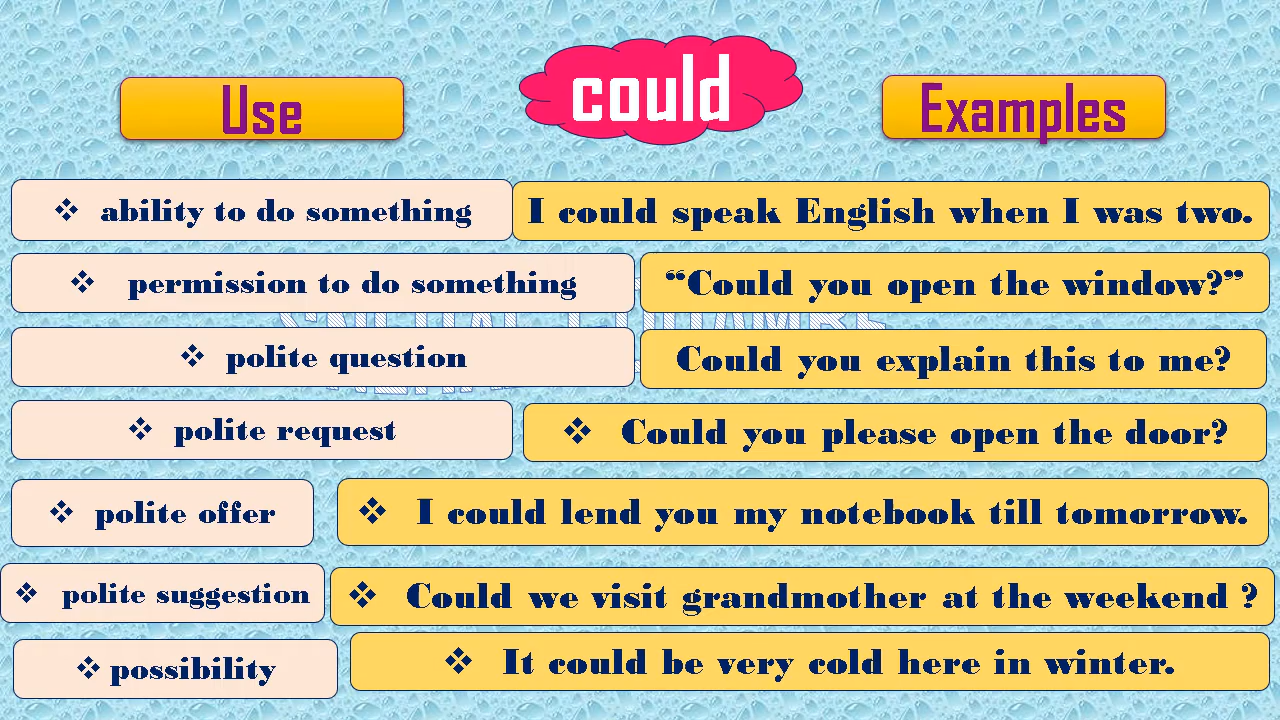 could
Use
Examples
❖ ability to do something
I could speak English when I was two.
❖ permission to do something
“Could you open the window?”
❖ polite question
Could you explain this to me?
❖ polite request
❖ Could you please open the door?
❖ polite offer
❖ I could lend you my notebook till tomorrow.
❖ polite suggestion
❖ Could we visit grandmother at the weekend ?
❖ possibility
❖ It could be very cold here in winter.